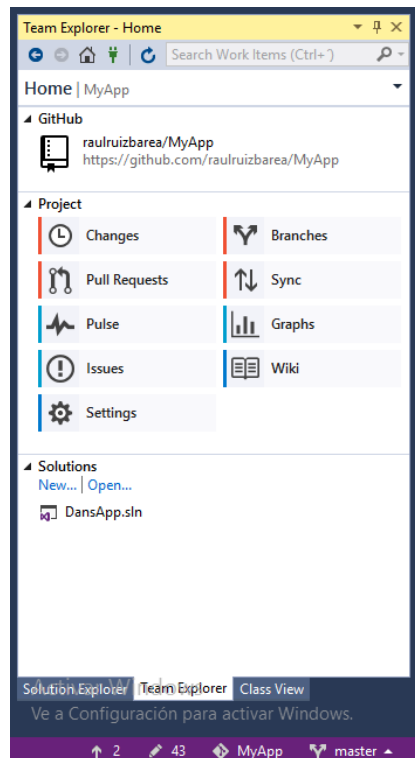 Team Explorer - Home
Search Work Items (Ctrl+´)
Home | MyApp
GitHub
raulruizbarea/MyApp
https://github.com/raulruizbarea/MyApp
Project
Changes
Branches
Pull Requests
Sync
Pulse
Graphs
Issues
Wiki
Settings
Solutions
New... | Open...
DansApp.sln
Activar Windows
Solution Explorer Team Explorer Class View
Ve a Configuración para activar Windows.
2 43 MyApp master